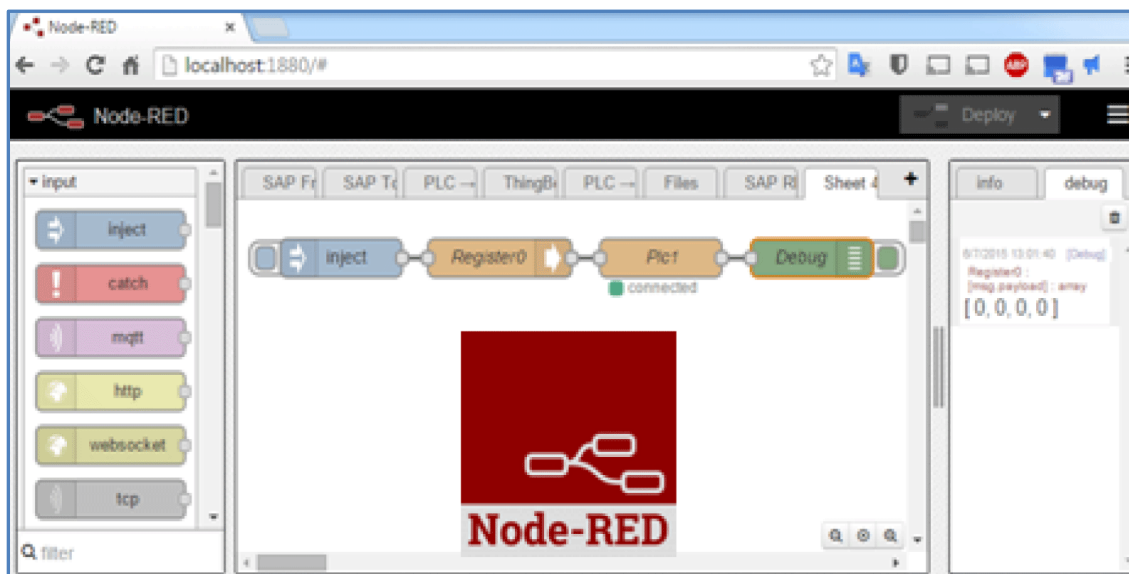 Node-RED
localhost:1880/#
ABP
Node-RED
Deploy
input
inject
catch
mqtt
http
websocket
tcp
filter
SAP Fr
SAP To
PLC →
ThingB
PLC →
Files
SAP
Sheet 4
+
inject
Register0
Plc1
Debug
connected
Node-RED
info
debug
6/7/2015 13:01:40 [Debug]
Register0 :
[msg.payload] : array
[ 0, 0, 0, 0 ]